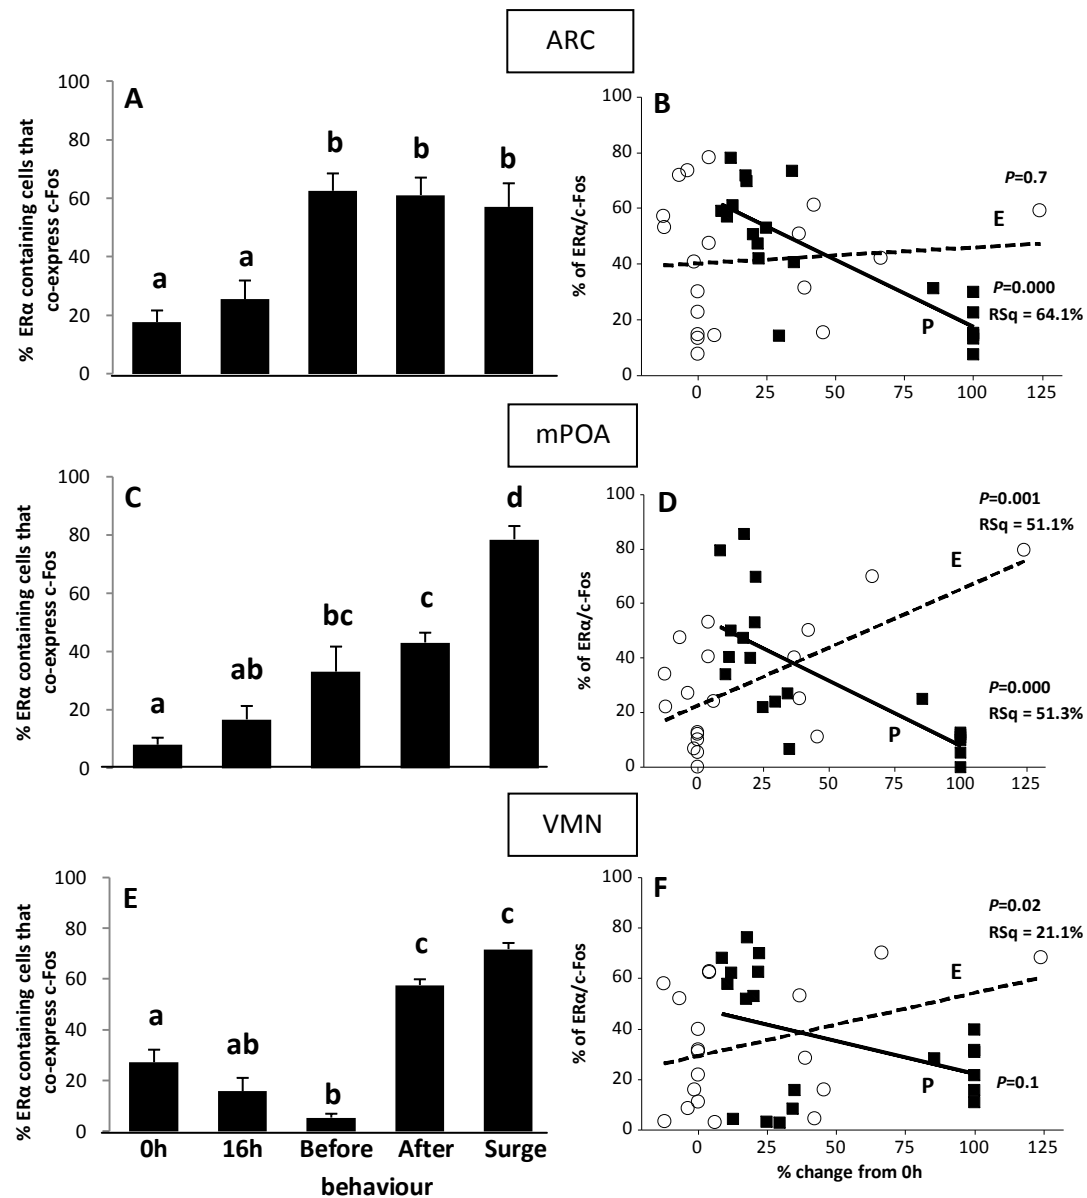 ARC
A
% ERα containing cells that
co-express c-Fos
100
80
60
40
20
0
a
a
b
b
b
B
% of ERα/c-Fos
100
80
60
40
20
0
P=0.7
E
P=0.000
RSq = 64.1%
P
0 25 50 75 100 125
mPOA
C
% ERα containing cells that
co-express c-Fos
100
80
60
40
20
0
a
ab
bc
c
d
D
% of ERα/c-Fos
100
80
60
40
20
0
P=0.001
RSq = 51.1%
E
P=0.000
RSq = 51.3%
P
0 25 50 75 100 125
VMN
E
% ERα containing cells that
co-express c-Fos
100
80
60
40
20
0
a
ab
b
c
c
0h 16h Before After Surge
behaviour
F
% of ERα/c-Fos
100
80
60
40
20
0
P=0.02
RSq = 21.1%
E
P
P=0.1
0 25 50 75 100 125
% change from 0h